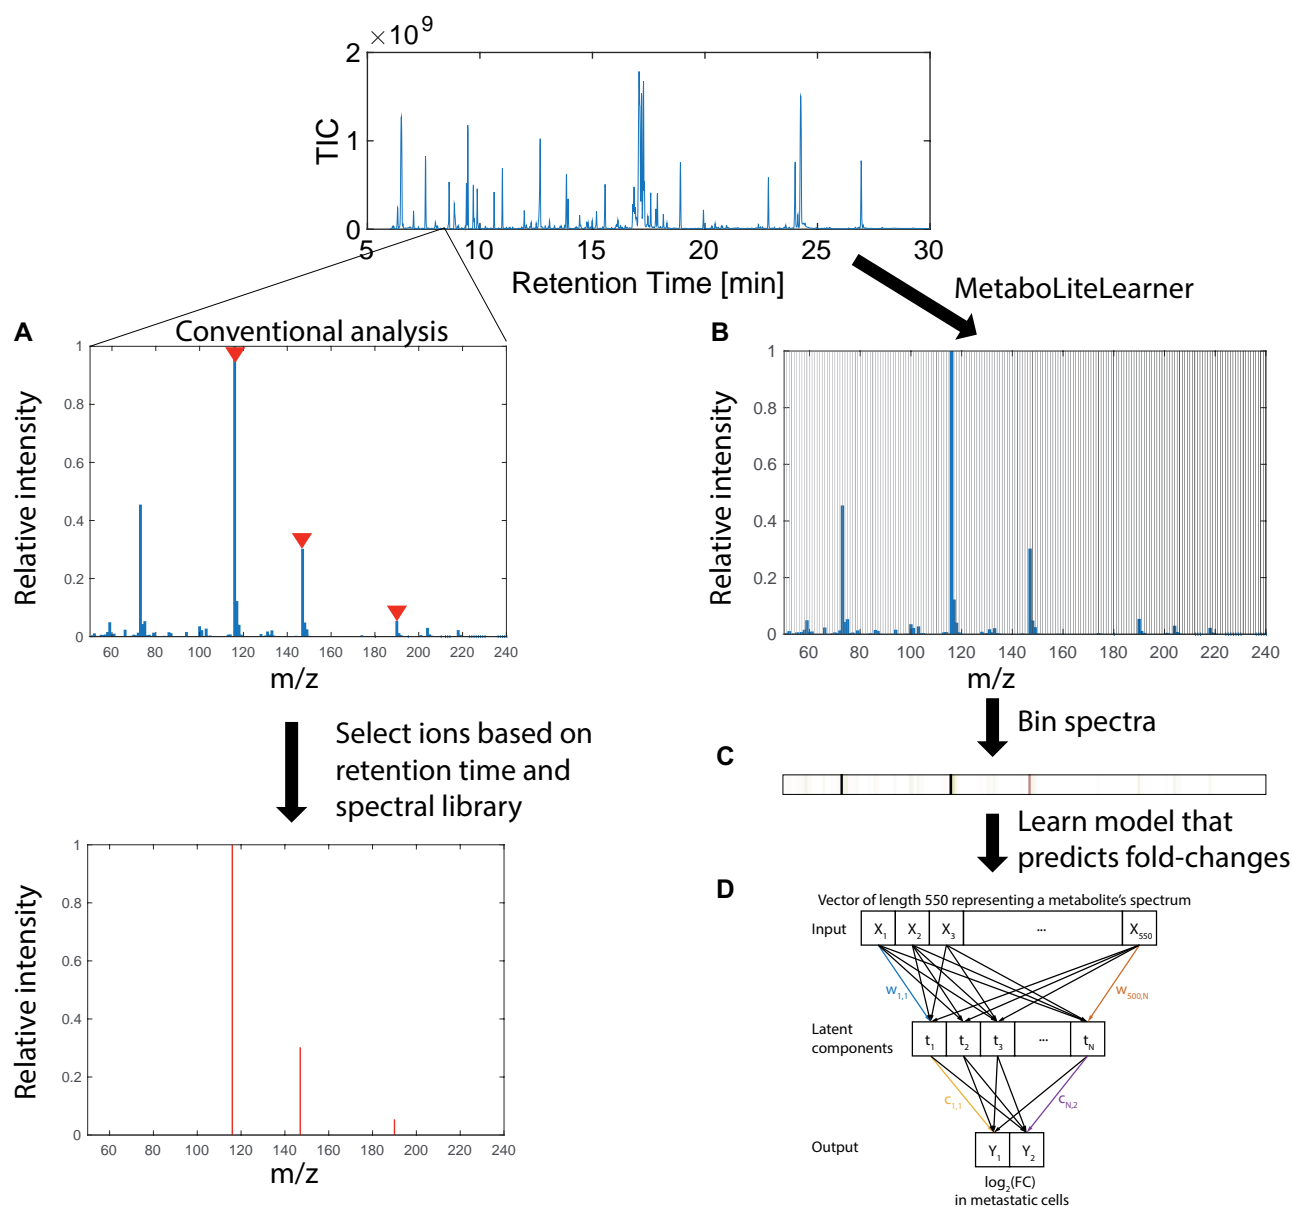 ×10⁹
2
1
0
TIC
5 10 15 20 25 30
Retention Time [min]
MetaboLiteLearner
A
Conventional analysis
1
0.8
0.6
0.4
0.2
0
Relative intensity
60 80 100 120 140 160 180 200 220 240
m/z
Select ions based on
retention time and
spectral library
1
0.8
0.6
0.4
0.2
0
Relative intensity
60 80 100 120 140 160 180 200 220 240
m/z
B
1
0.8
0.6
0.4
0.2
0
Relative intensity
60 80 100 120 140 160 180 200 220 240
m/z
Bin spectra
C
Learn model that
predicts fold-changes
D
Vector of length 550 representing a metabolite's spectrum
Input X₁ X₂ X₃ ... X₅₅₀
w₁,₁ w₅₀₀,N
Latent
components
t₁ t₂ t₃ ... tN
c₁,₁ cN,₂
Output Y₁ Y₂
log₂(FC)
in metastatic cells